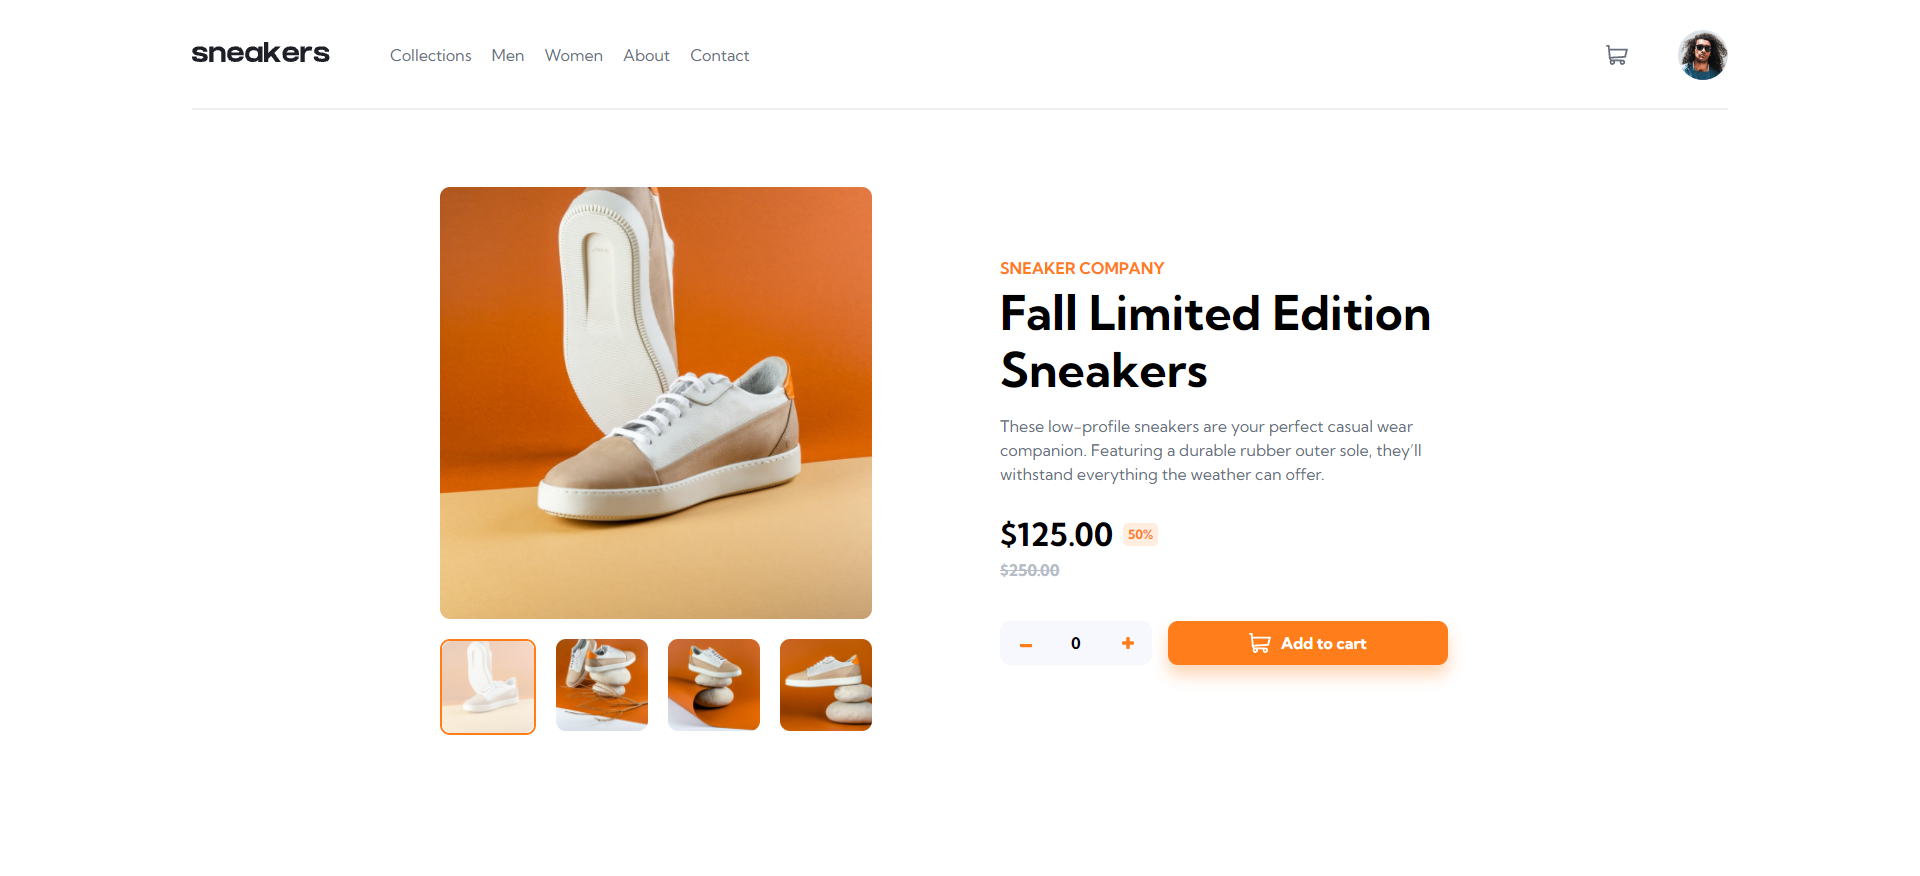 sneakers
Collections Men Women About Contact
SNEAKER COMPANY
Fall Limited Edition
Sneakers
These low-profile sneakers are your perfect casual wear
companion. Featuring a durable rubber outer sole, they’ll
withstand everything the weather can offer.
$125.00 50%
$250.00
0
Add to cart